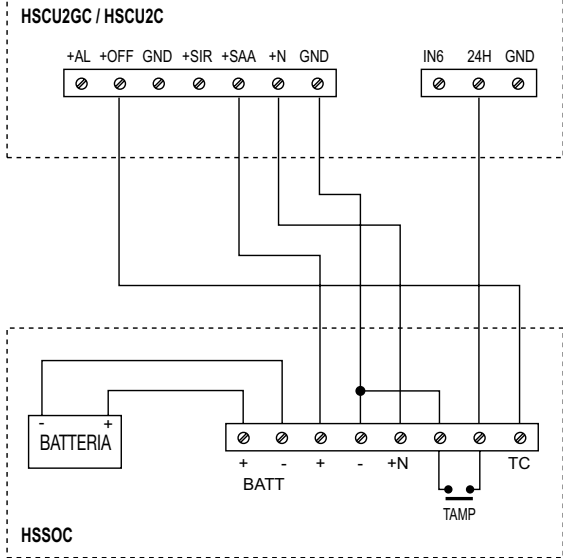 HSCU2GC / HSCU2C
+AL +OFF GND +SIR +SAA +N GND
IN6 24H GND
- +
BATTERIA
+ - + - +N TC
BATT
TAMP
HSSOC